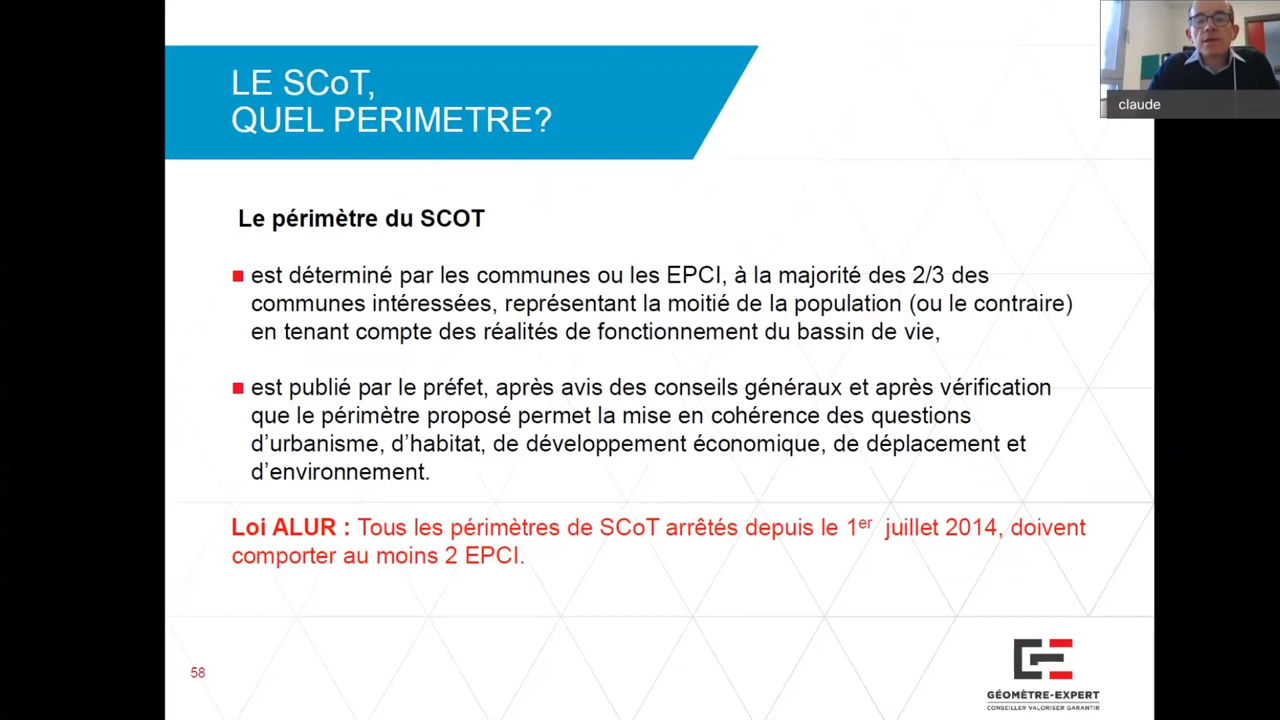 LE SCoT,
QUEL PERIMETRE?
claude
Le périmètre du SCOT
■ est déterminé par les communes ou les EPCI, à la majorité des 2/3 des
communes intéressées, représentant la moitié de la population (ou le contraire)
en tenant compte des réalités de fonctionnement du bassin de vie,
■ est publié par le préfet, après avis des conseils généraux et après vérification
que le périmètre proposé permet la mise en cohérence des questions
d’urbanisme, d’habitat, de développement économique, de déplacement et
d’environnement.
Loi ALUR : Tous les périmètres de SCoT arrêtés depuis le 1er juillet 2014, doivent
comporter au moins 2 EPCI.
58
GÉOMÈTRE-EXPERT
CONSEILLER VALORISER GARANTIR